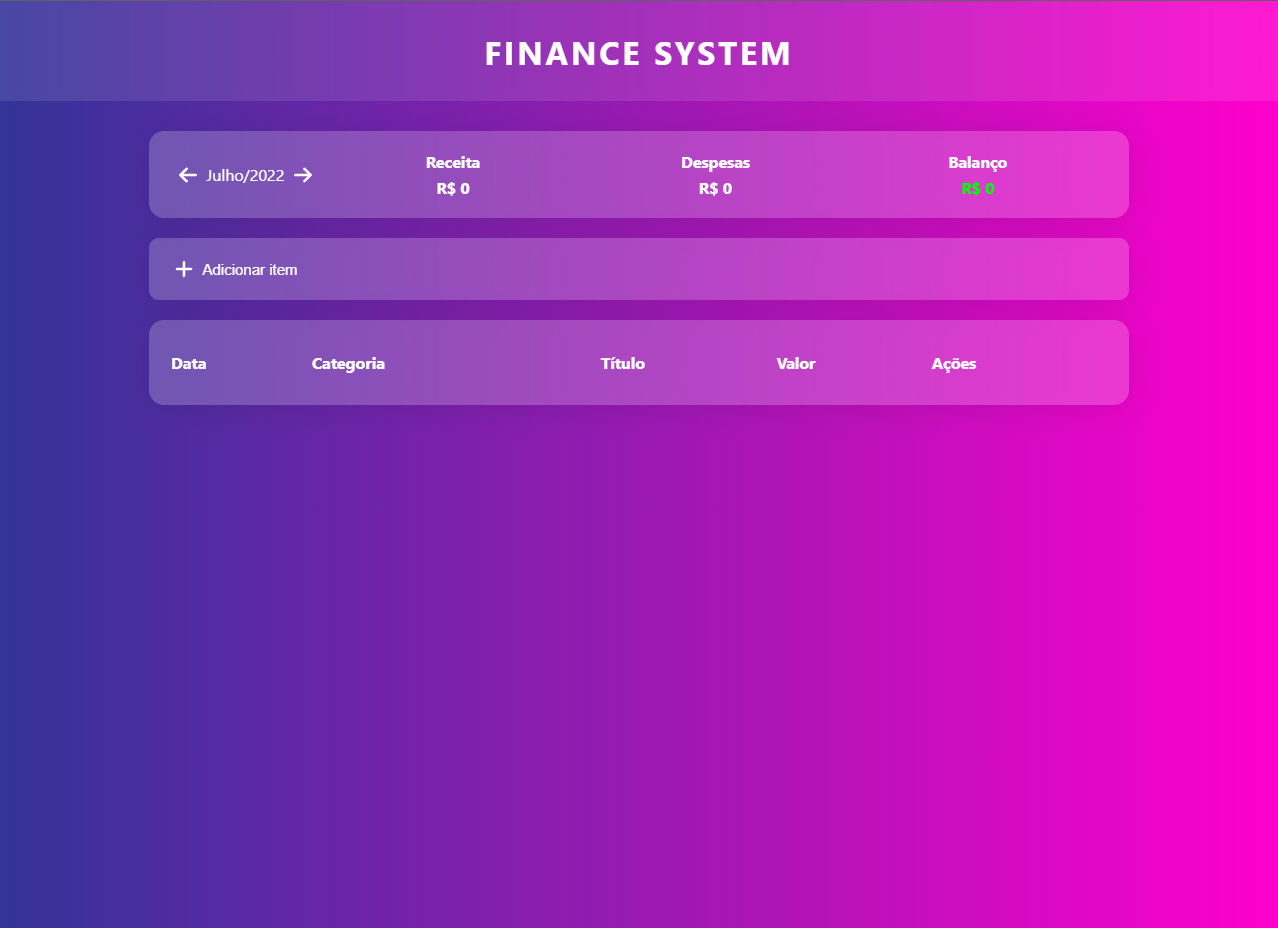 FINANCE SYSTEM
Julho/2022
Receita
R$ 0
Despesas
R$ 0
Balanço
R$ 0
Adicionar item
Data Categoria Título Valor Ações